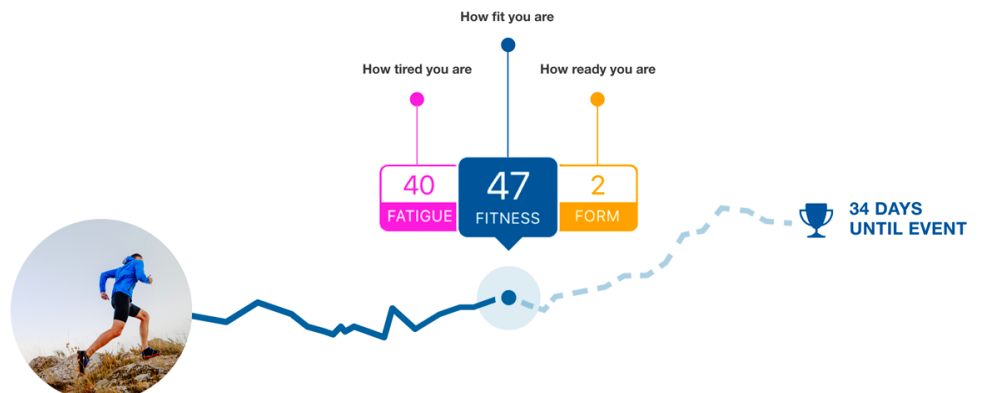 How fit you are
How tired you are
How ready you are
40
FATIGUE
47
FITNESS
2
FORM
34 DAYS
UNTIL EVENT